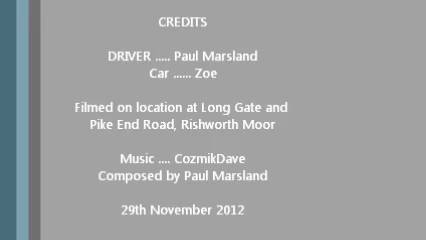 CREDITS
DRIVER ..... Paul Marsland
Car ...... Zoe
Filmed on location at Long Gate and
Pike End Road, Rishworth Moor
Music .... CozmikDave
Composed by Paul Marsland
29th November 2012